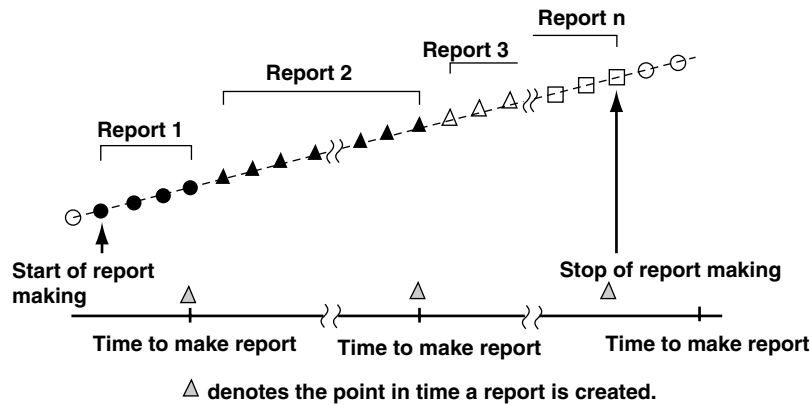 Report n
Report 3
Report 2
Report 1
Start of report
making
Stop of report making
Time to make report
Time to make report
Time to make report
denotes the point in time a report is created.